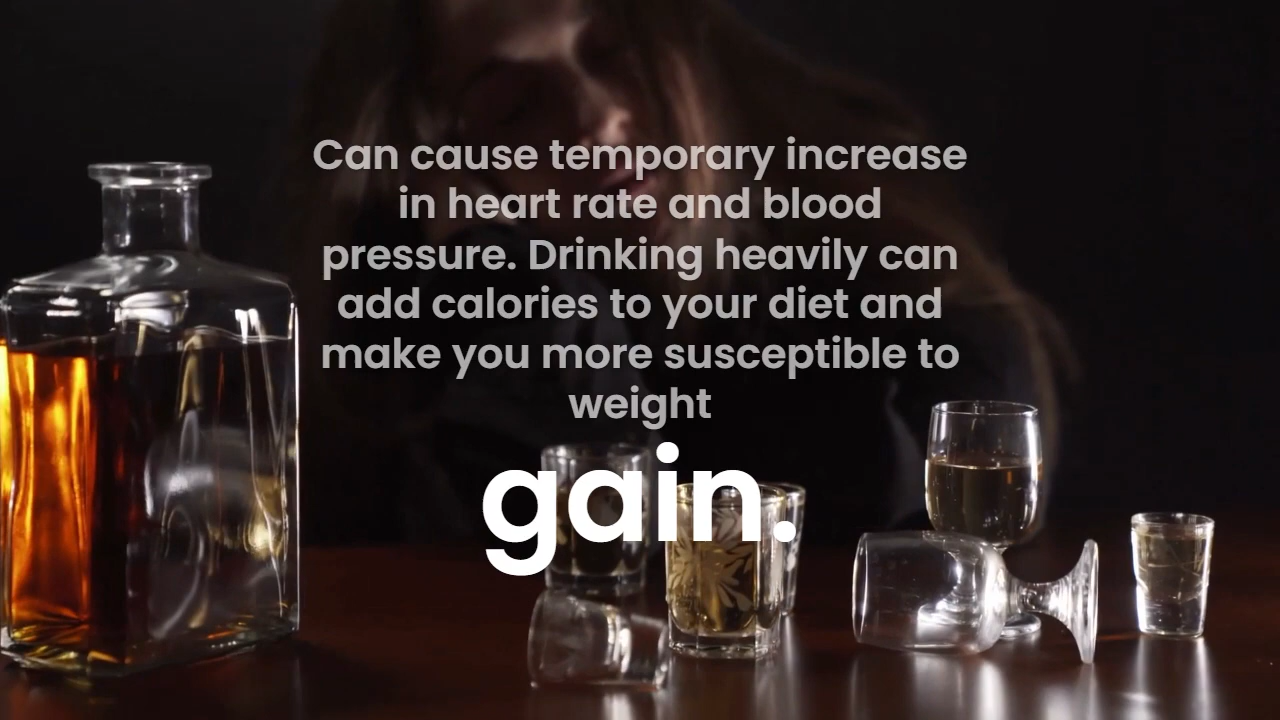 Can cause temporary increase
in heart rate and blood
pressure. Drinking heavily can
add calories to your diet and
make you more susceptible to
weight
gain.